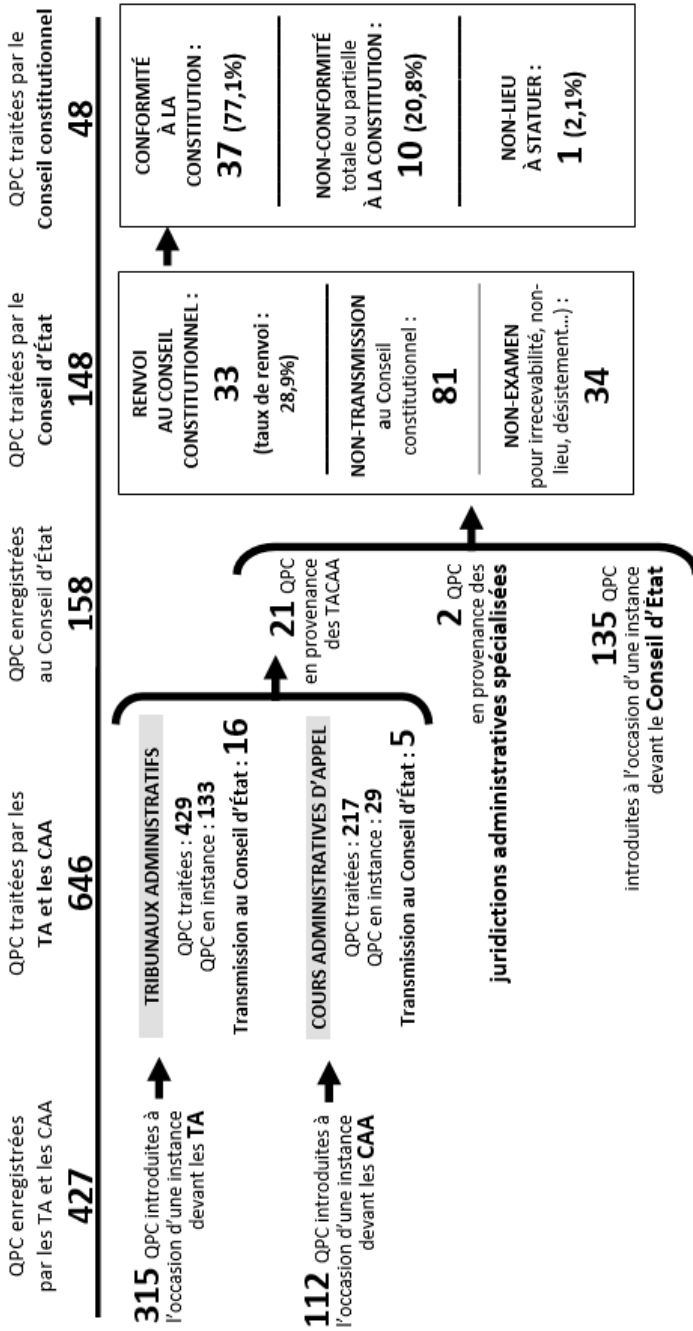 QPC enregistrées
par les TA et les CAA
427
QPC traitées par les
TA et les CAA
646
QPC enregistrées
au Conseil d’État
158
QPC traitées par le
Conseil d’État
148
QPC traitées par le
Conseil constitutionnel
48
315 QPC introduites à
l’occasion d’une instance
devant les TA
112 QPC introduites à
l’occasion d’une instance
devant les CAA
TRIBUNAUX ADMINISTRATIFS
QPC traitées : 429
QPC en instance : 133
Transmission au Conseil d’État : 16
COURS ADMINISTRATIVES D’APPEL
QPC traitées : 217
QPC en instance : 29
Transmission au Conseil d’État : 5
21 QPC
en provenance
des TACAA
2 QPC
en provenance des
juridictions administratives spécialisées
135 QPC
introduites à l’occasion d’une instance
devant le Conseil d’État
RENVOI
AU CONSEIL
CONSTITUTIONNEL :
33
(taux de renvoi :
28,9%)
NON-TRANSMISSION
au Conseil
constitutionnel :
81
NON-EXAMEN
pour irrecevabilité, non-
lieu, désistement...) :
34
CONFORMITÉ
À LA
CONSTITUTION :
37 (77,1%)
NON-CONFORMITÉ
totale ou partielle
À LA CONSTITUTION :
10 (20,8%)
NON-LIEU
À STATUER :
1 (2,1%)